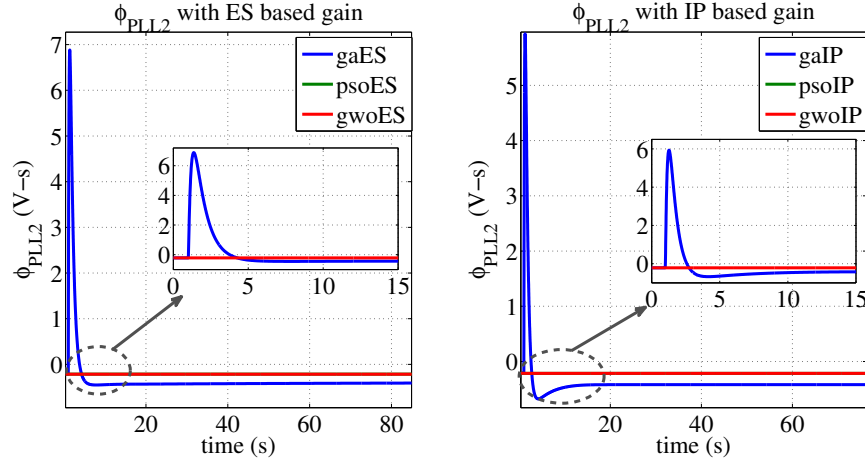 ϕPLL2 with ES based gain
7
6
5
4
3
2
1
0
ϕPLL2 (V−s)
gaES
psoES
gwoES
6
4
2
0
0 5 10 15
20 40 60 80
time (s)
ϕPLL2 with IP based gain
5
4
3
2
1
0
ϕPLL2 (V−s)
gaIP
psoIP
gwoIP
6
4
2
0
0 5 10 15
20 40 60
time (s)